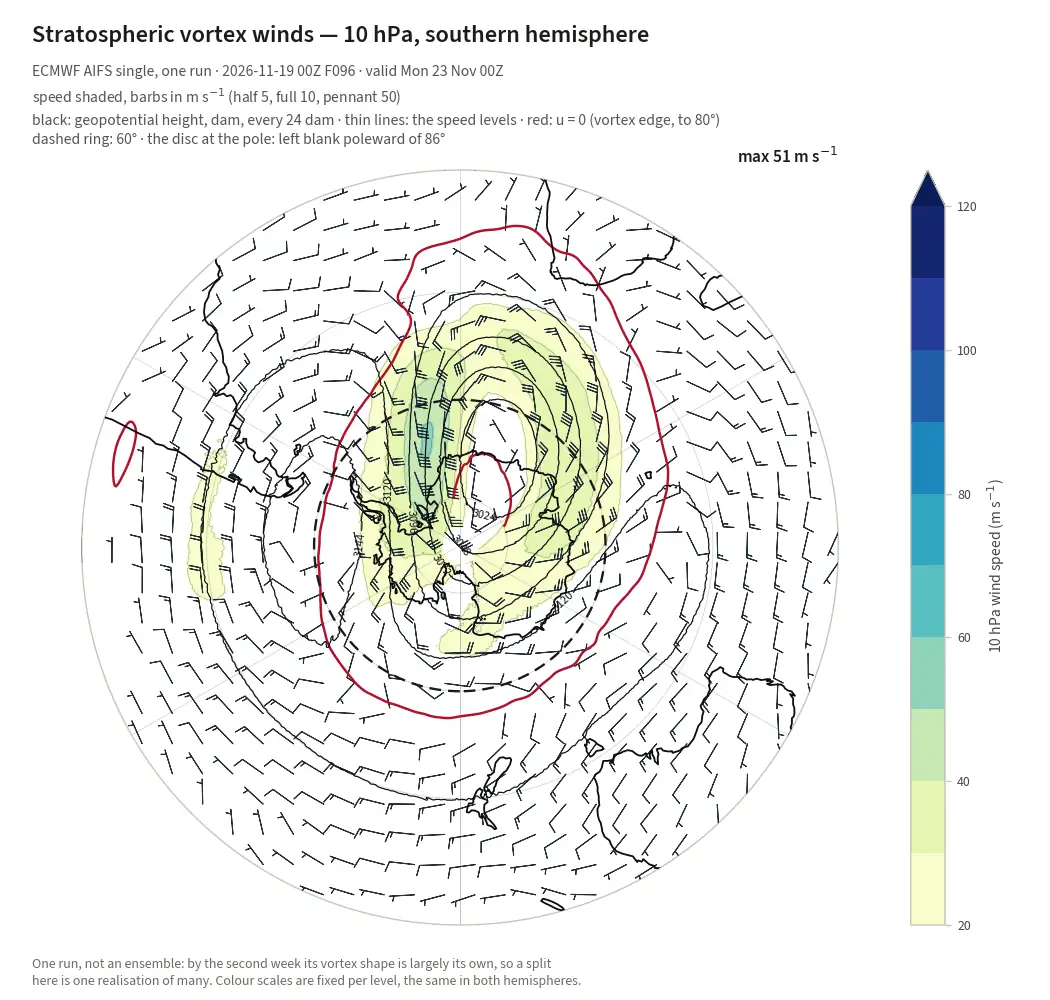 Stratospheric vortex winds — 10 hPa, southern hemisphere
ECMWF AIFS single, one run · 2026-11-19 00Z F096 · valid Mon 23 Nov 00Z
speed shaded, barbs in m s⁻¹ (half 5, full 10, pennant 50)
black: geopotential height, dam, every 24 dam · thin lines: the speed levels · red: u = 0 (vortex edge, to 80°)
dashed ring: 60° · the disc at the pole: left blank poleward of 86°
max 51 m s⁻¹
120
100
80
60
40
20
10 hPa wind speed (m s⁻¹)
3120
3144
3024
One run, not an ensemble: by the second week its vortex shape is largely its own, so a split
here is one realisation of many. Colour scales are fixed per level, the same in both hemispheres.